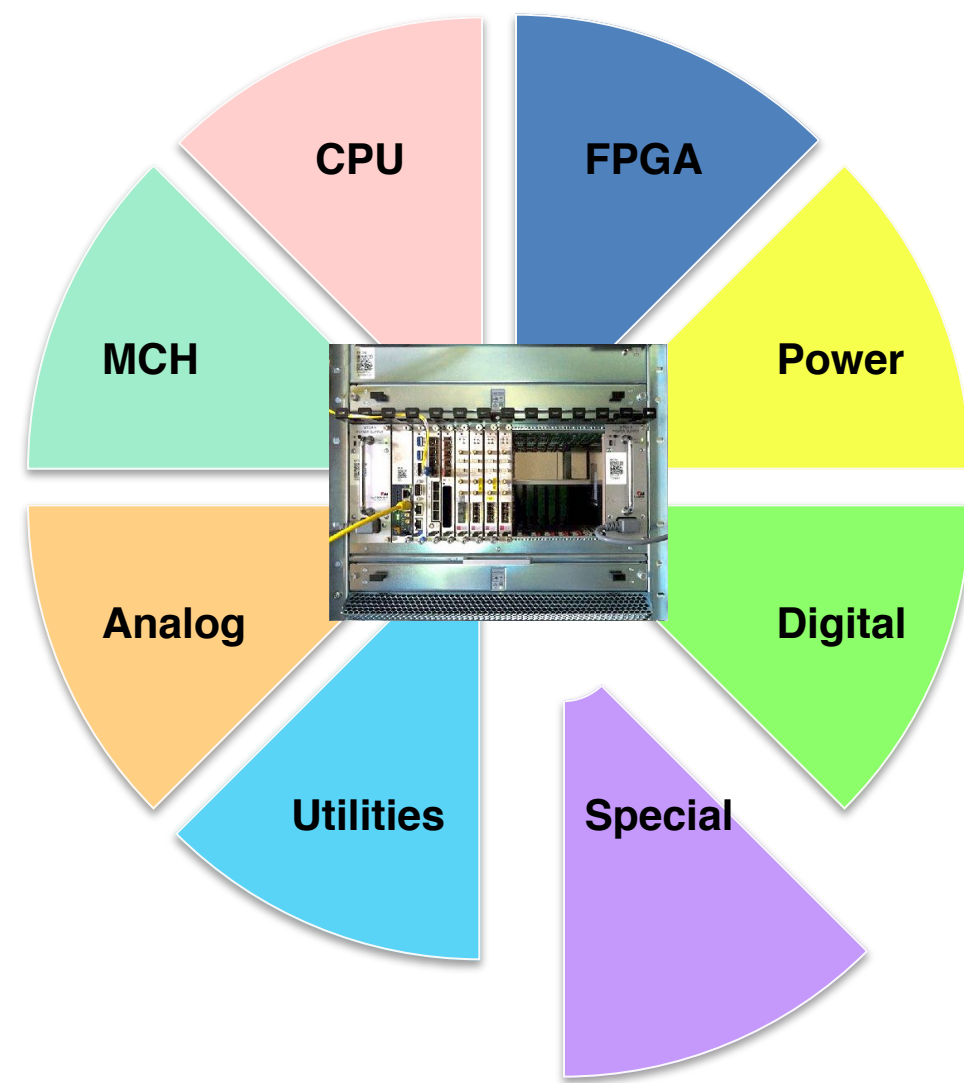 CPU
FPGA
MCH
Power
Analog
Digital
Utilities
Special